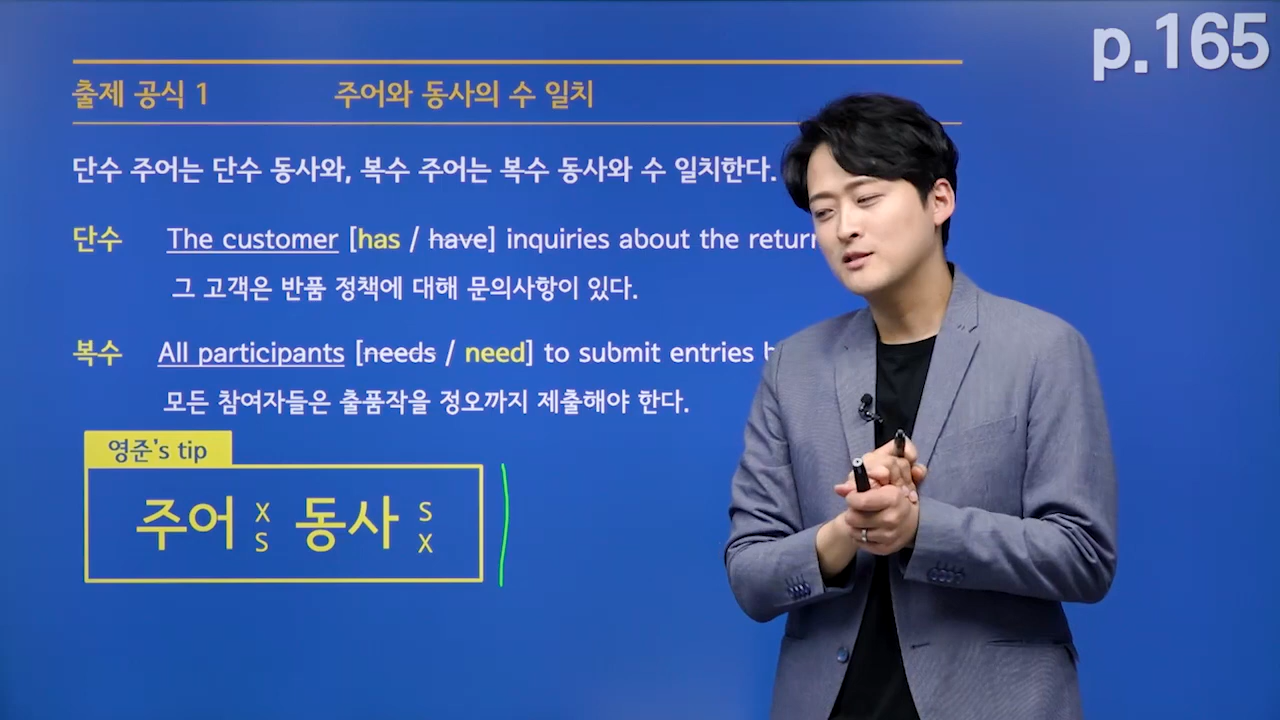 p.165
출제 공식 1 주어와 동사의 수 일치
단수 주어는 단수 동사와, 복수 주어는 복수 동사와 수 일치한다.
단수 The customer [has / have] inquiries about the return
그 고객은 반품 정책에 대해 문의사항이 있다.
복수 All participants [needs / need] to submit entries
모든 참여자들은 출품작을 정오까지 제출해야 한다.
영준's tip
주어 X S 동사 S X